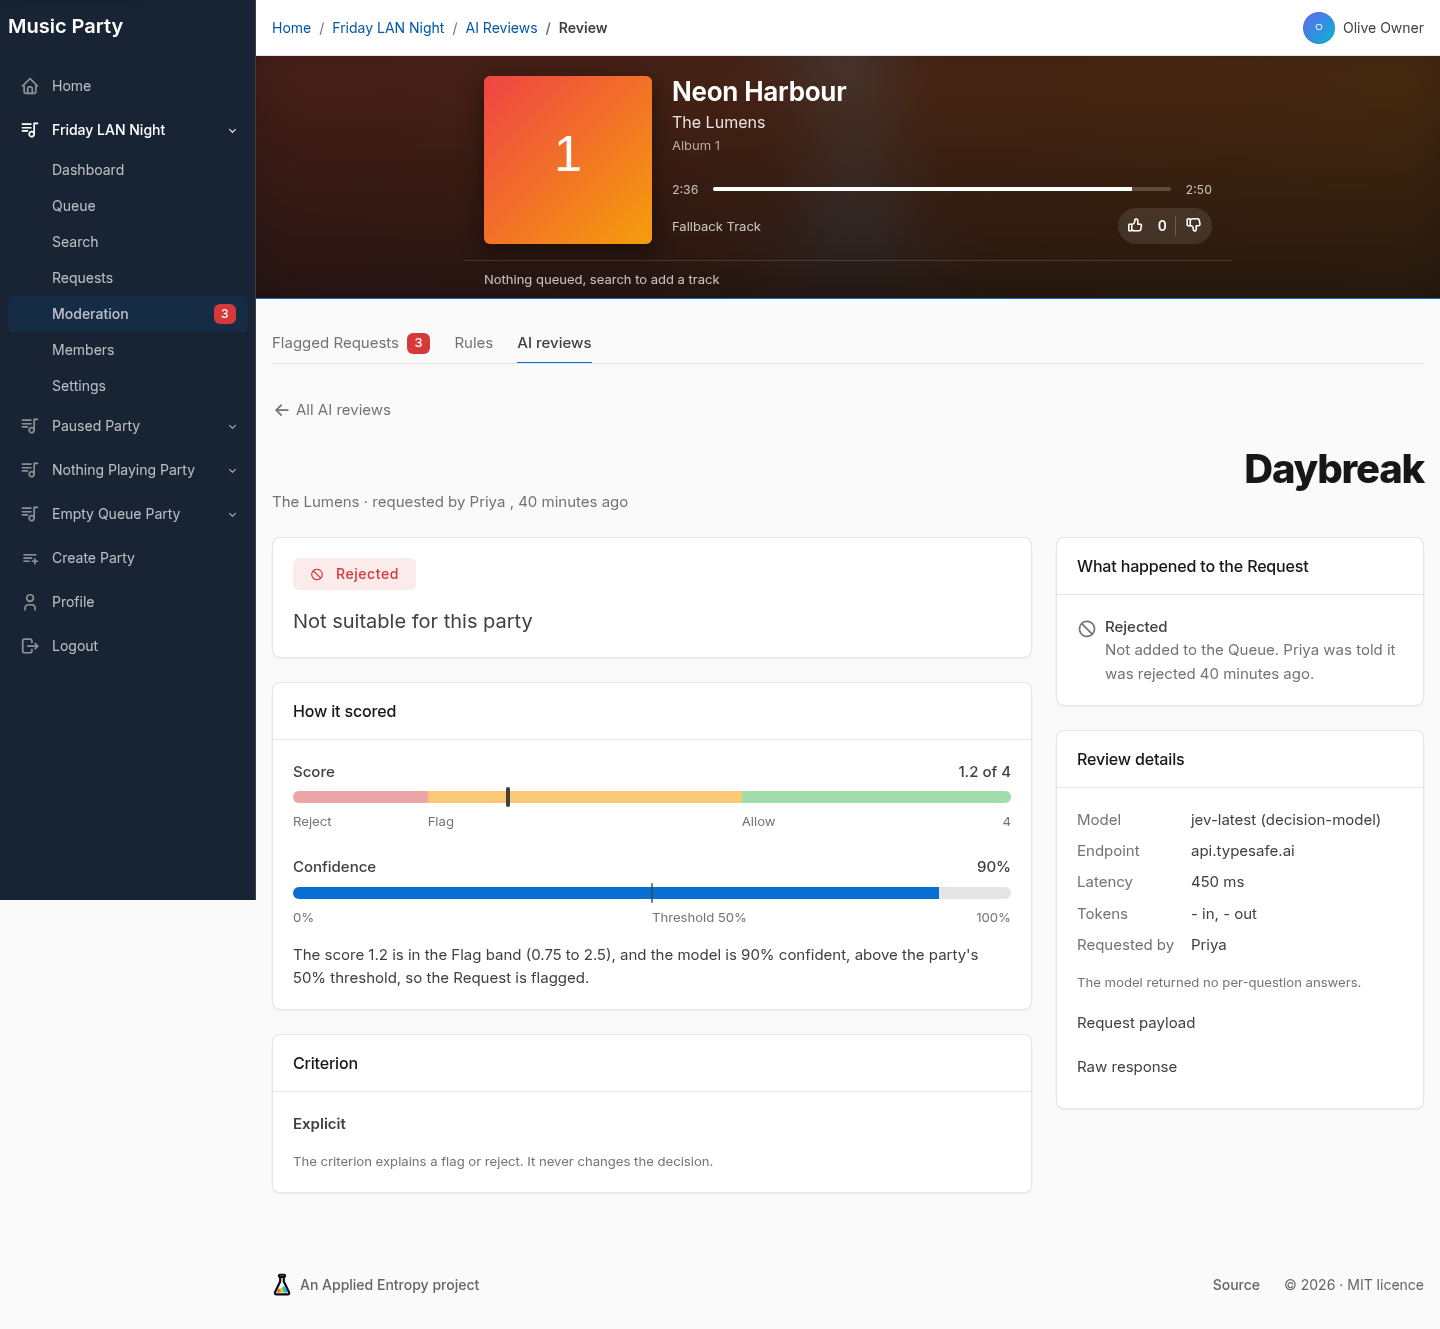 Music Party
Home
Friday LAN Night
Dashboard
Queue
Search
Requests
Moderation 3
Members
Settings
Paused Party
Nothing Playing Party
Empty Queue Party
Create Party
Profile
Logout
Home / Friday LAN Night / AI Reviews / Review
O Olive Owner
1
Neon Harbour
The Lumens
Album 1
2:36 2:50
Fallback Track
0
Nothing queued, search to add a track
Flagged Requests 3 Rules AI reviews
All AI reviews
Daybreak
The Lumens · requested by Priya , 40 minutes ago
Rejected
Not suitable for this party
How it scored
Score 1.2 of 4
Reject Flag Allow 4
Confidence 90%
0% Threshold 50% 100%
The score 1.2 is in the Flag band (0.75 to 2.5), and the model is 90% confident, above the party's
50% threshold, so the Request is flagged.
Criterion
Explicit
The criterion explains a flag or reject. It never changes the decision.
What happened to the Request
Rejected
Not added to the Queue. Priya was told it
was rejected 40 minutes ago.
Review details
Model jev-latest (decision-model)
Endpoint api.typesafe.ai
Latency 450 ms
Tokens - in, - out
Requested by Priya
The model returned no per-question answers.
Request payload
Raw response
An Applied Entropy project
Source © 2026 · MIT licence